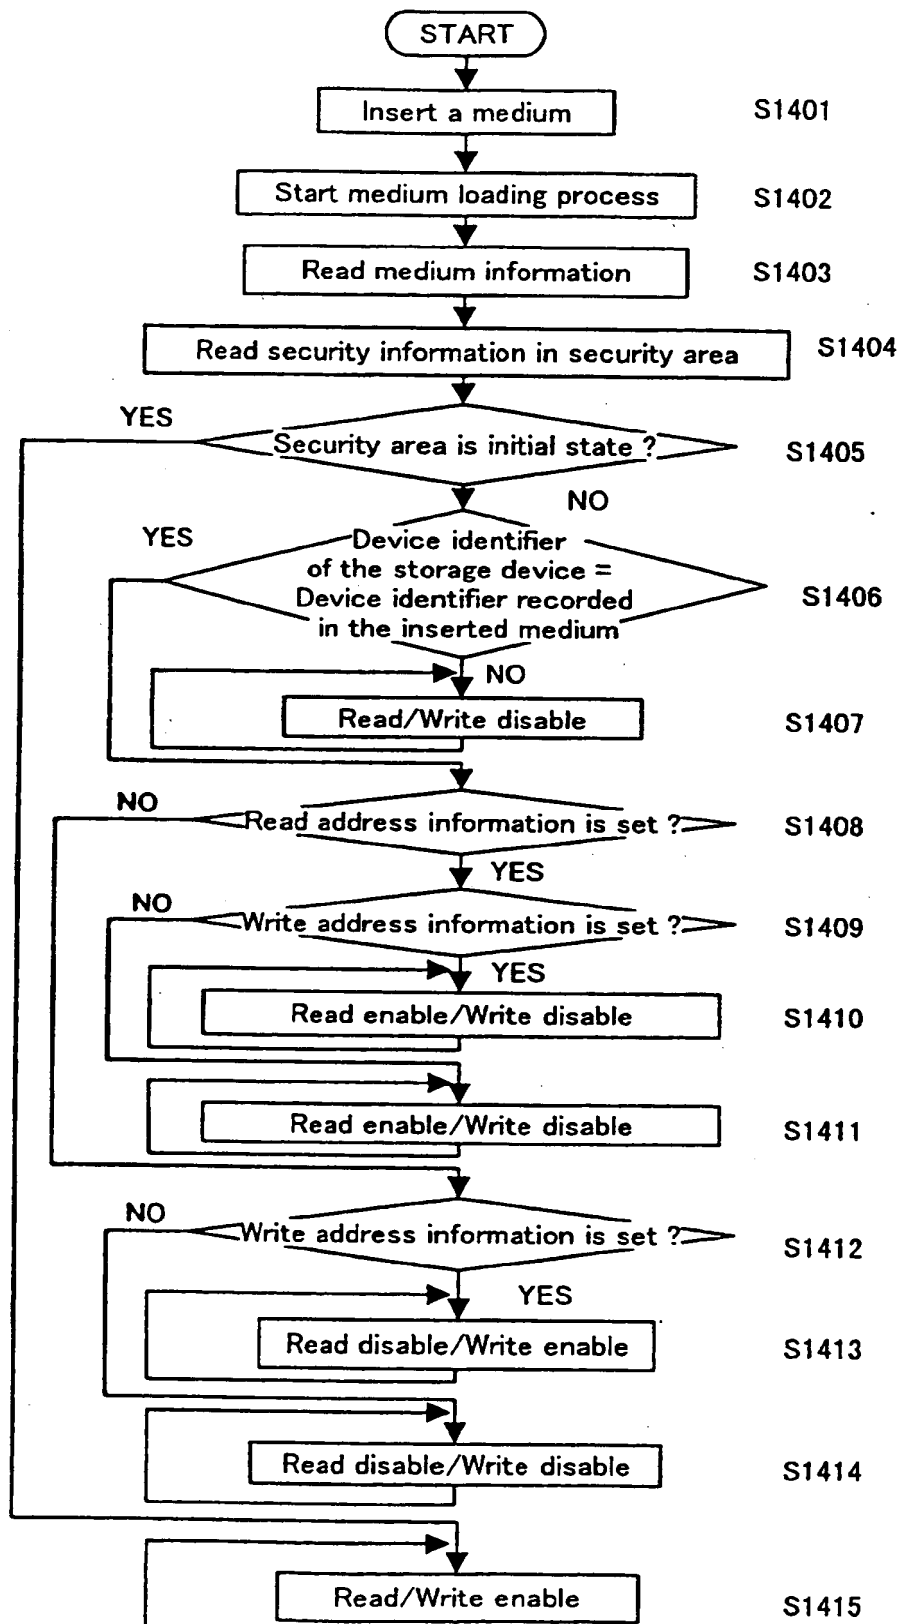 START
Insert a medium
S1401
Start medium loading process
S1402
Read medium information
S1403
Read security information in security area
S1404
YES
Security area is initial state ?
S1405
NO
YES
Device identifier
of the storage device =
Device identifier recorded
in the inserted medium
S1406
NO
Read/Write disable
S1407
NO
Read address information is set ?
S1408
YES
NO
Write address information is set ?
S1409
YES
Read enable/Write disable
S1410
Read enable/Write disable
S1411
NO
Write address information is set ?
S1412
YES
Read disable/Write enable
S1413
Read disable/Write disable
S1414
Read/Write enable
S1415